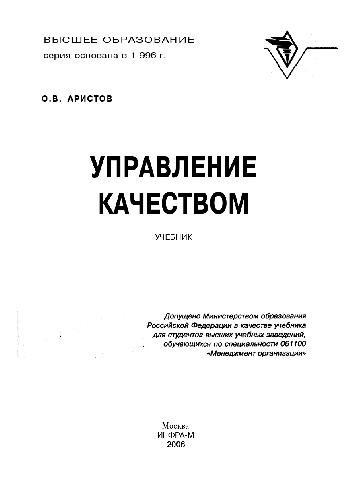 ВЫСШЕЕ ОБРАЗОВАНИЕ
серия основана в 1996 г.
О.В. АРИСТОВ
УПРАВЛЕНИЕ
КАЧЕСТВОМ
УЧЕБНИК
Допущено Министерством образования
Российской Федерации в качестве учебника
для студентов высших учебных заведений,
обучающихся по специальности 061100
«Менеджмент организации»
Москва
ИНФРА-М
2006